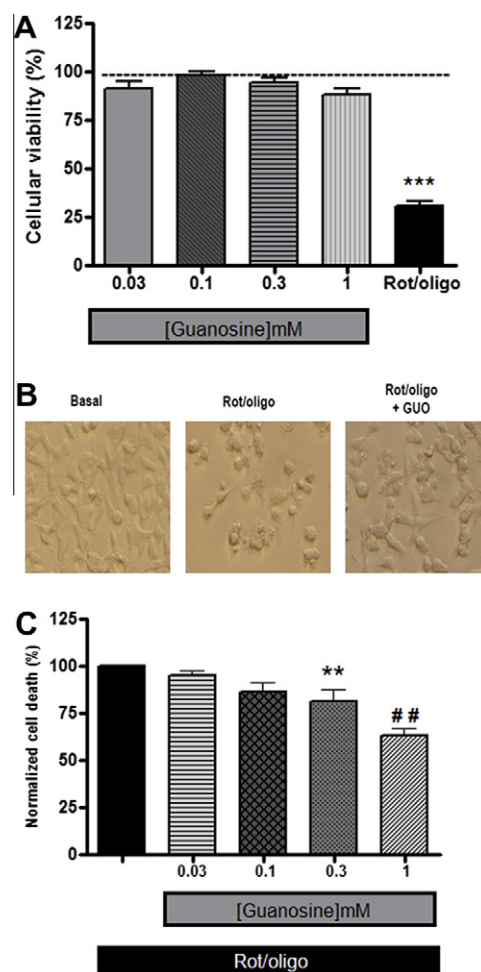 A
Cellular viability (%)
125
100
75
50
25
0
***
0.03 0.1 0.3 1 Rot/oligo
[Guanosine]mM
B
Basal Rot/oligo Rot/oligo
+ GUO
C
Normalized cell death (%)
125
100
75
50
25
0
**
##
0.03 0.1 0.3 1
[Guanosine]mM
Rot/oligo